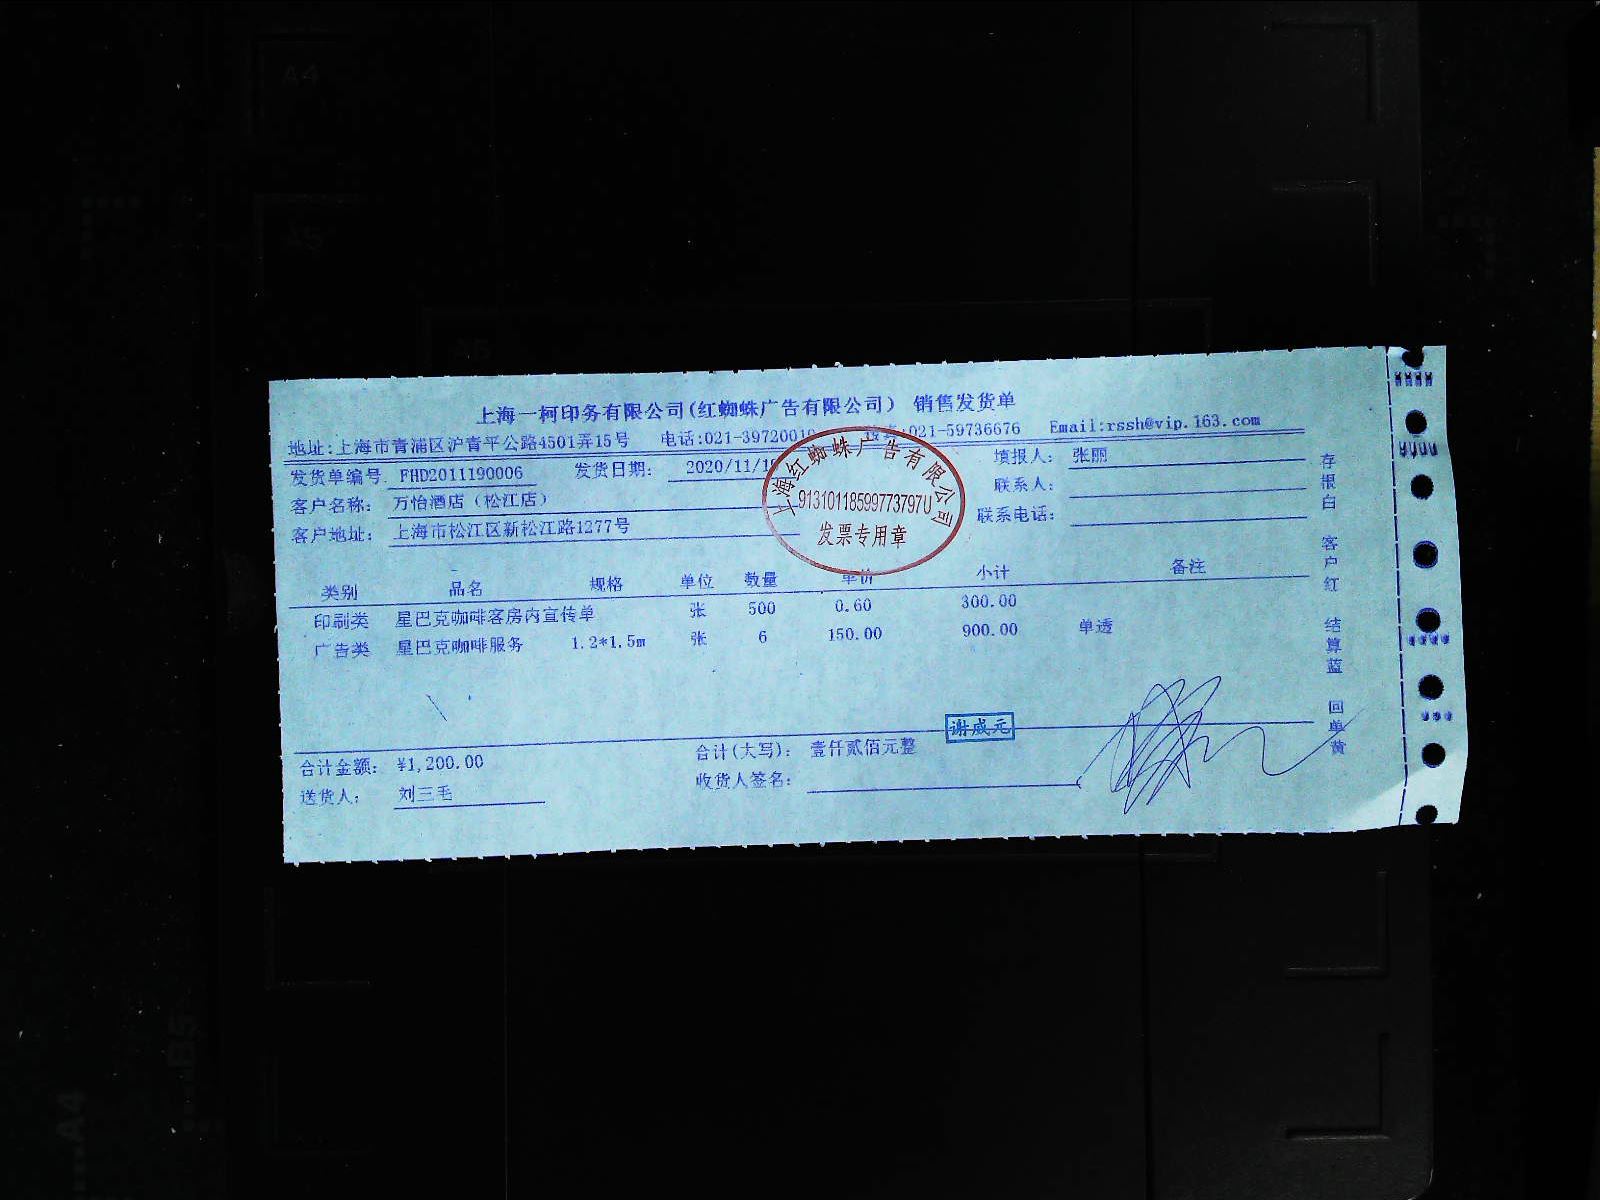 上海一柯印务有限公司(红蜘蛛广告有限公司) 销售发货单
地址:上海市青浦区沪青平公路4501弄15号 电话:021-39720019 :021-59736676 Email:rssh@vip.163.com
发货单编号 FHD2011190006 发货日期: 2020/11/19 填报人: 张丽
客户名称: 万怡酒店(松江店) 联系人:
客户地址: 上海市松江区新松江路1277号 联系电话:
上海红蜘蛛广告有限公司
91310118599773797U
发票专用章
类别 品名 规格 单位 数量 单价 小计 备注
印刷类 星巴克咖啡客房内宣传单 张 500 0.60 300.00
广告类 星巴克咖啡服务 1.2*1.5m 张 6 150.00 900.00 单透
谢威元
合计金额: ¥1,200.00 合计(大写): 壹仟贰佰元整
送货人: 刘三毛 收货人签名:
存根白 客户红 结算蓝 回单黄
A4
A5
B5
A4